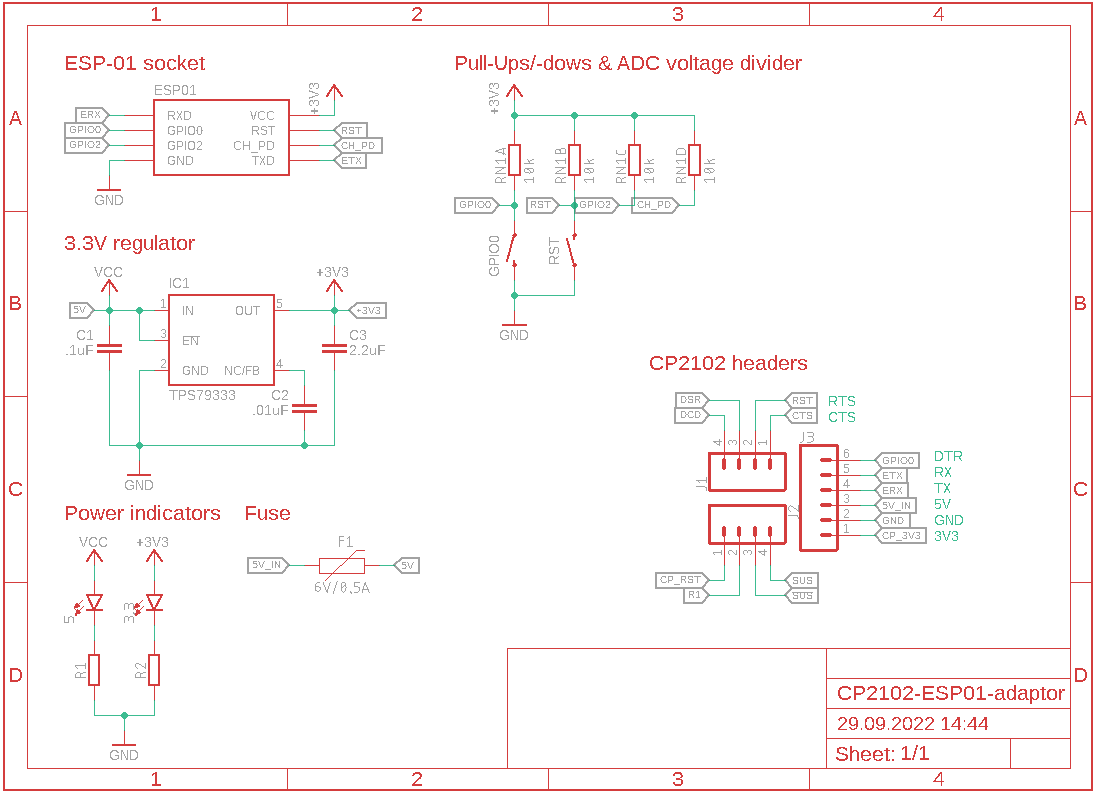 1 2 3 4
ESP-01 socket
ESP01
ERX RXD VCC +3V3
GPIO0 GPIO0 RST RST
GPIO2 GPIO2 CH_PD CH_PD
GND TXD ETX
GND
Pull-Ups/-dows & ADC voltage divider
+3V3
RN1A 10k RN1B 10k RN1C 10k RN1D 10k
GPIO0 RST GPIO2 CH_PD
GPIO0 RST
GND
A A
3.3V regulator
VCC IC1 +3V3
5V 1 IN OUT 5 +3V3
3 EN
2 GND NC/FB 4
C1 .1uF
C3 2.2uF
TPS79333
C2 .01uF
GND
B B
CP2102 headers
DSR RST RTS
DCD CTS CTS
4 3 2 1
J1
J3
6 GPIO0 DTR
5 ETX RX
4 ERX TX
3 5V_IN 5V
2 GND GND
1 CP_3V3 3V3
J2
1 2 3 4
CP_RST SUS
R1 SUS
C C
Power indicators
VCC +3V3
5 3.3
R1 R2
GND
Fuse
5V_IN F1 5V
6V/0,5A
D D
CP2102-ESP01-adaptor
29.09.2022 14:44
Sheet: 1/1
1 2 3 4